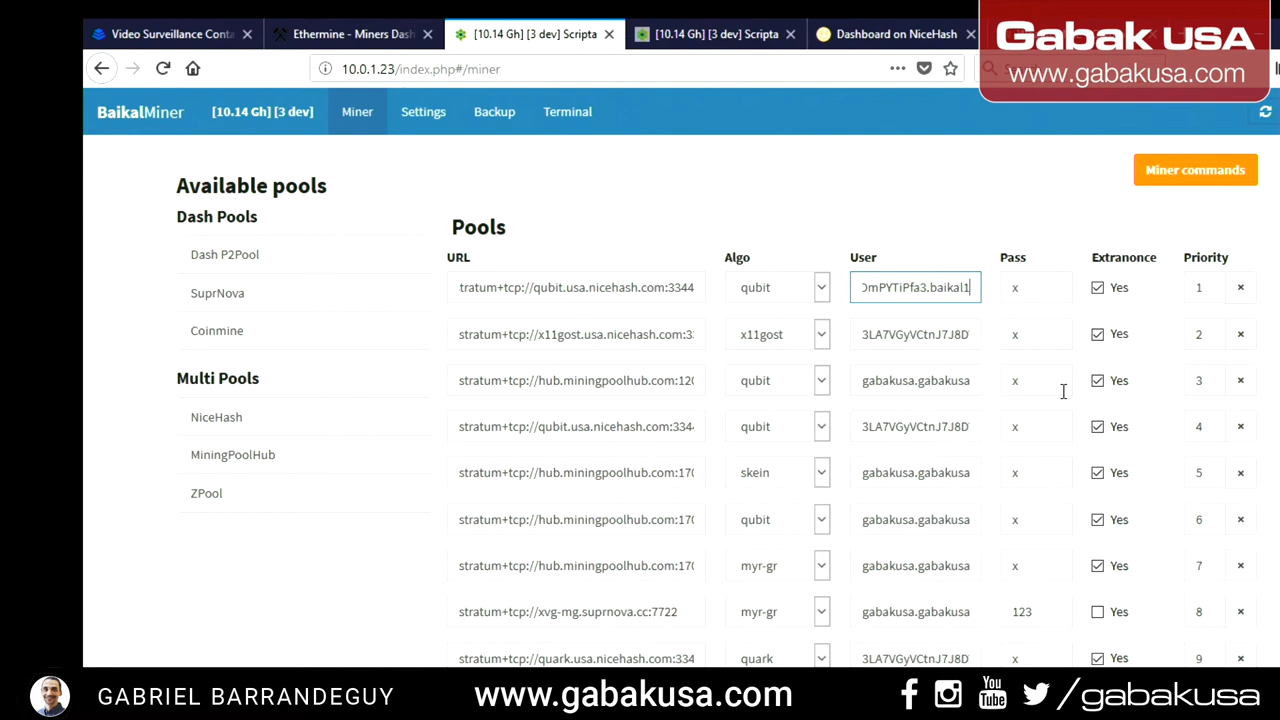 Video Surveillance Conta
Ethermine - Miners Dash
[10.14 Gh] [3 dev] Scripta
[10.14 Gh] [3 dev] Scripta
Dashboard on NiceHash
Gabak USA
www.gabakusa.com
10.0.1.23/index.php#/miner
BaikalMiner [10.14 Gh] [3 dev] Miner Settings Backup Terminal
Miner commands
Available pools
Dash Pools
Dash P2Pool
SuprNova
Coinmine
Multi Pools
NiceHash
MiningPoolHub
ZPool
Pools
URL Algo User Pass Extranonce Priority
tratum+tcp://qubit.usa.nicehash.com:3344 qubit OmPYTiPfa3.baikal1 x Yes 1 ×
stratum+tcp://x11gost.usa.nicehash.com:3 x11gost 3LA7VGyVCtnJ7J8D x Yes 2 ×
stratum+tcp://hub.miningpoolhub.com:120 qubit gabakusa.gabakusa x Yes 3 ×
stratum+tcp://qubit.usa.nicehash.com:334 qubit 3LA7VGyVCtnJ7J8D x Yes 4 ×
stratum+tcp://hub.miningpoolhub.com:170 skein gabakusa.gabakusa x Yes 5 ×
stratum+tcp://hub.miningpoolhub.com:170 qubit gabakusa.gabakusa x Yes 6 ×
stratum+tcp://hub.miningpoolhub.com:170 myr-gr gabakusa.gabakusa x Yes 7 ×
stratum+tcp://xvg-mg.suprnova.cc:7722 myr-gr gabakusa.gabakusa 123 Yes 8 ×
stratum+tcp://quark.usa.nicehash.com:334 quark 3LA7VGyVCtnJ7J8D x Yes 9 ×
GABRIEL BARRANDEGUY www.gabakusa.com You Tube /gabakusa